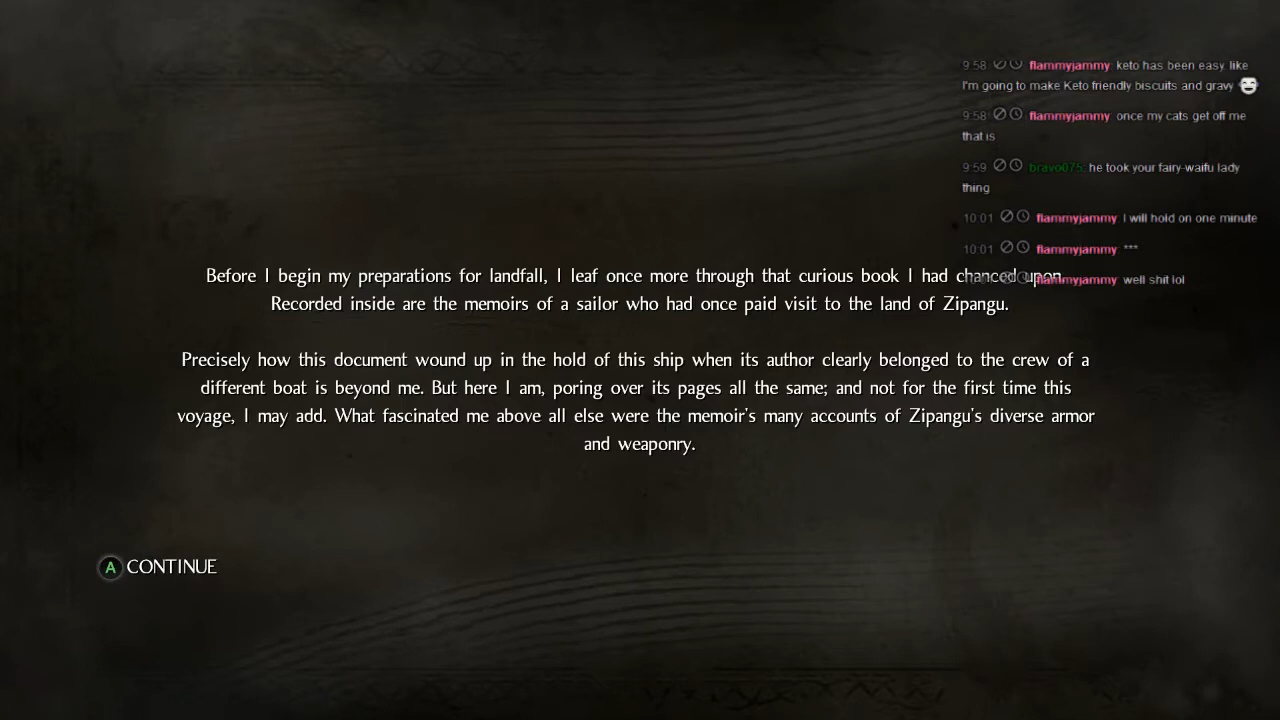 9:58 flammyjammy: keto has been easy, like
I'm going to make Keto friendly biscuits and gravy
9:58 flammyjammy: once my cats get off me
that is
9:59 bravo075: he took your fairy-waifu lady
thing
10:01 flammyjammy: I will hold on one minute
10:01 flammyjammy: ***
flammyjammy: well shit lol
Before I begin my preparations for landfall, I leaf once more through that curious book I had chanced upon.
Recorded inside are the memoirs of a sailor who had once paid visit to the land of Zipangu.
Precisely how this document wound up in the hold of this ship when its author clearly belonged to the crew of a
different boat is beyond me. But here I am, poring over its pages all the same; and not for the first time this
voyage, I may add. What fascinated me above all else were the memoir's many accounts of Zipangu's diverse armor
and weaponry.
A CONTINUE